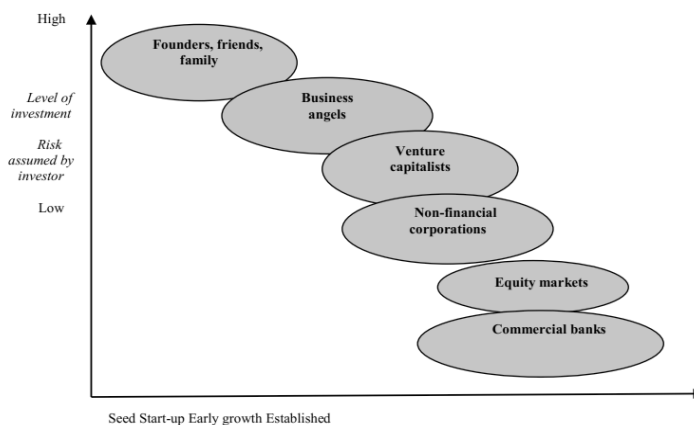 High
Founders, friends,
family
Level of
investment
Business
angels
Risk
assumed by
investor
Venture
capitalists
Low
Non-financial
corporations
Equity markets
Commercial banks
Seed Start-up Early growth Established